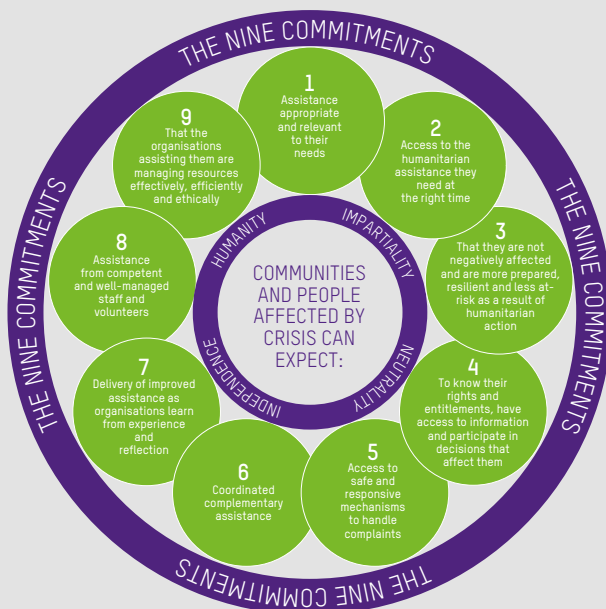 THE NINE COMMITMENTS
1
Assistance
appropriate
and relevant
to their
needs
2
Access to the
humanitarian
assistance they
need at
the right time
3
That they are not
negatively affected
and are more prepared,
resilient and less at-
risk as a result of
humanitarian
action
4
To know their
rights and
entitlements, have
access to information
and participate in
decisions that
affect them
5
Access to
safe and
responsive
mechanisms
to handle
complaints
6
Coordinated
complementary
assistance
7
Delivery of improved
assistance as
organisations learn
from experience
and
reflection
8
Assistance
from competent
and well-managed
staff and
volunteers
9
That the
organisations
assisting them are
managing resources
effectively, efficiently
and ethically
THE NINE COMMITMENTS
THE NINE COMMITMENTS
THE NINE COMMITMENTS
HUMANITY
IMPARTIALITY
NEUTRALITY
INDEPENDENCE
COMMUNITIES
AND PEOPLE
AFFECTED BY
CRISIS CAN
EXPECT: